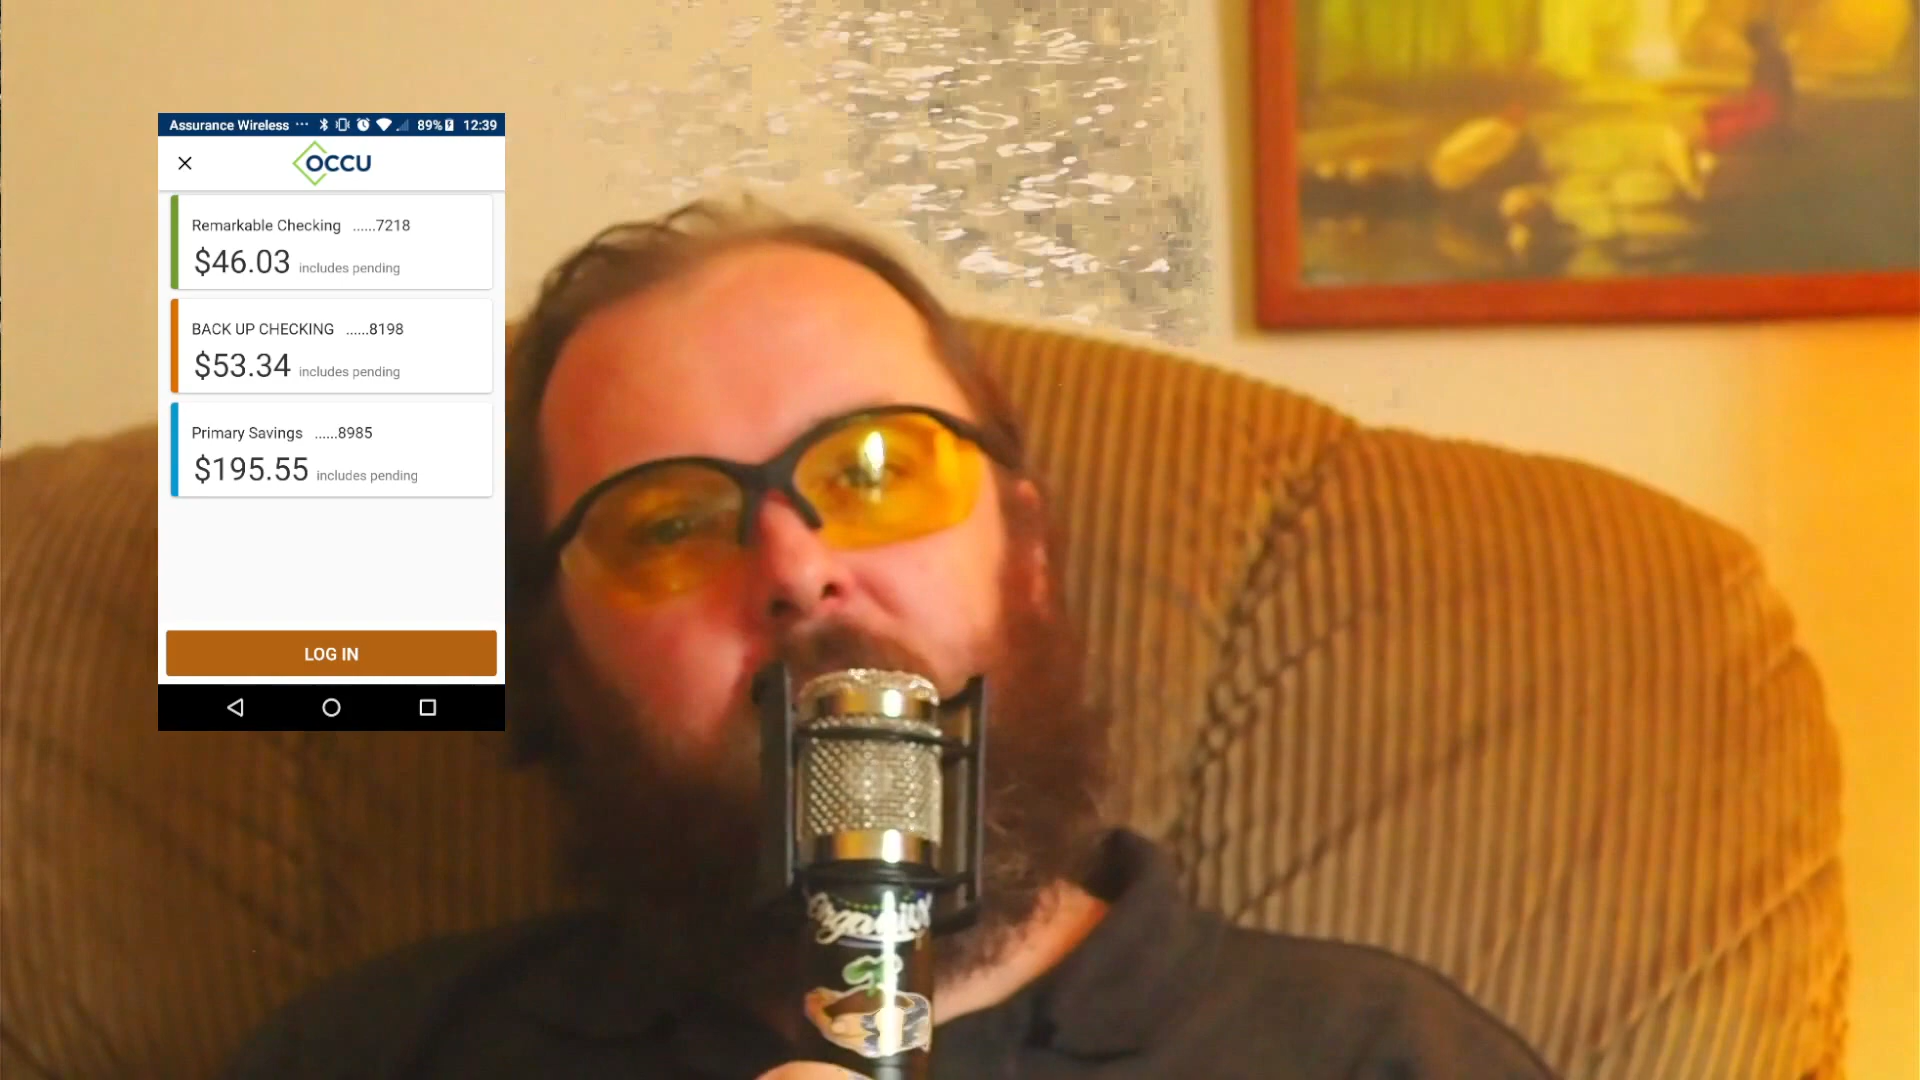 Assurance Wireless ··· 89% 12:39
OCCU
Remarkable Checking ......7218
$46.03 includes pending
BACK UP CHECKING ......8198
$53.34 includes pending
Primary Savings ......8985
$195.55 includes pending
LOG IN